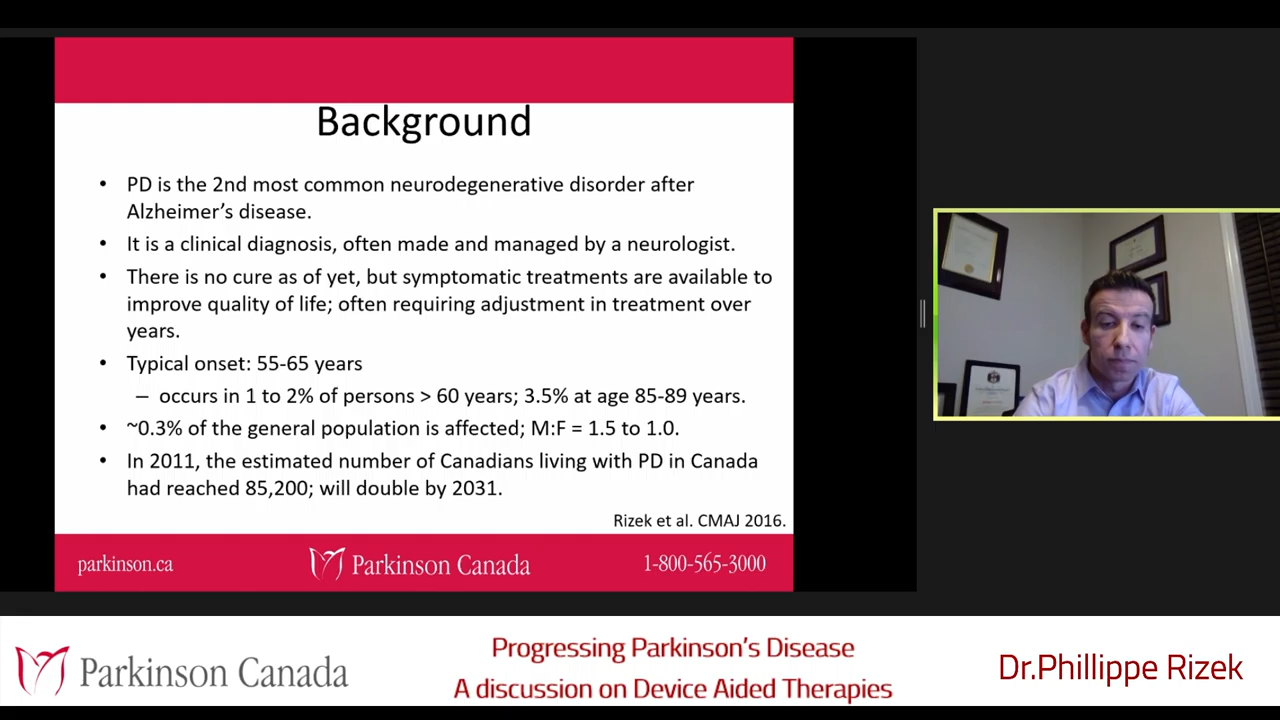 Background
• PD is the 2nd most common neurodegenerative disorder after
Alzheimer's disease.
• It is a clinical diagnosis, often made and managed by a neurologist.
• There is no cure as of yet, but symptomatic treatments are available to
improve quality of life; often requiring adjustment in treatment over
years.
• Typical onset: 55-65 years
– occurs in 1 to 2% of persons > 60 years; 3.5% at age 85-89 years.
• ~0.3% of the general population is affected; M:F = 1.5 to 1.0.
• In 2011, the estimated number of Canadians living with PD in Canada
had reached 85,200; will double by 2031.
Rizek et al. CMAJ 2016.
parkinson.ca
Parkinson Canada
1-800-565-3000
Parkinson Canada
Progressing Parkinson's Disease
A discussion on Device Aided Therapies
Dr.Phillippe Rizek